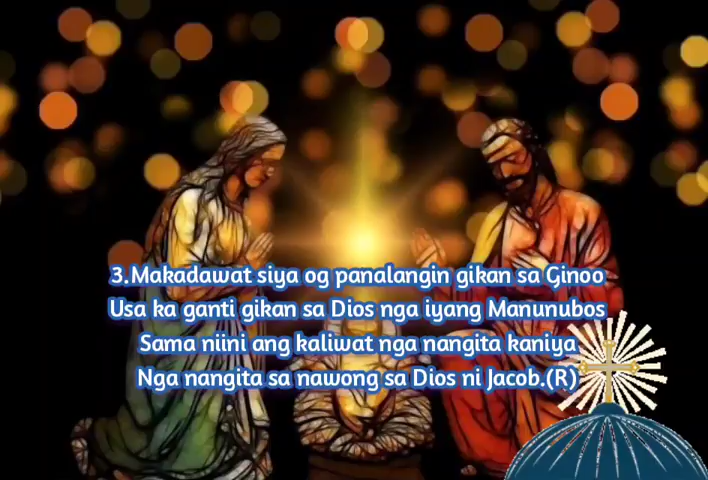 3.Makadawat siya og panalangin gikan sa Ginoo
Usa ka ganti gikan sa Dios nga iyang Manunubos
Sama niini ang kaliwat nga nangita kaniya
Nga nangita sa nawong sa Dios ni Jacob.(R)